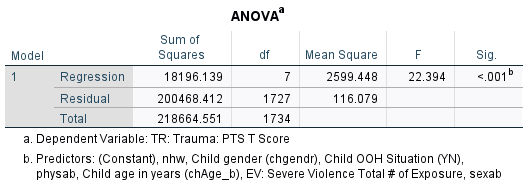 ANOVAa
Model Sum of Squares df Mean Square F Sig.
1 Regression 18196.139 7 2599.448 22.394 <.001b
Residual 200468.412 1727 116.079
Total 218664.551 1734
a. Dependent Variable: TR: Trauma: PTS T Score
b. Predictors: (Constant), nhw, Child gender (chgendr), Child OOH Situation (YN),
physab, Child age in years (chAge_b), EV: Severe Violence Total # of Exposure, sexab